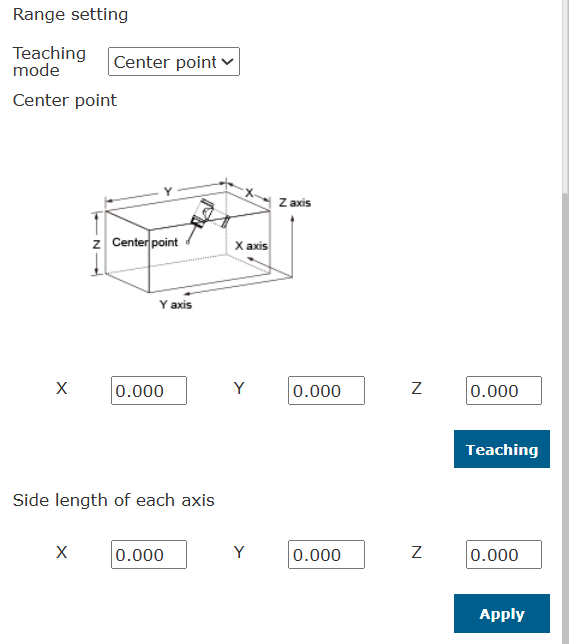 Range setting
Teaching
mode
Center point
Center point
Y
X
Z axis
Z
Center point
X axis
Y axis
X 0.000 Y 0.000 Z 0.000
Teaching
Side length of each axis
X 0.000 Y 0.000 Z 0.000
Apply